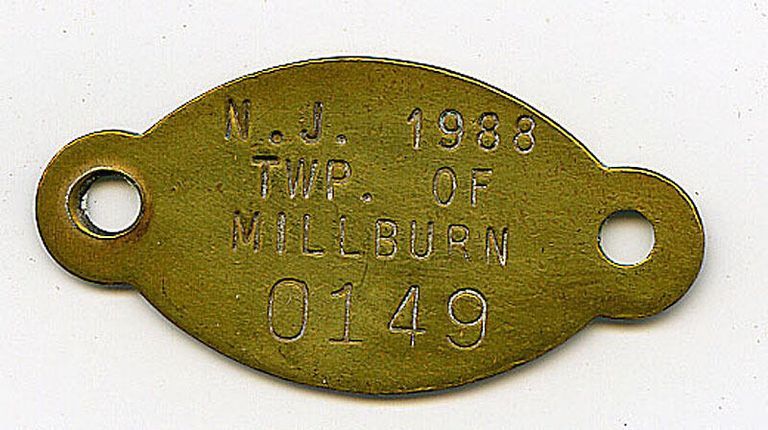 N.J. 1988
TWP. OF
MILLBURN
0149